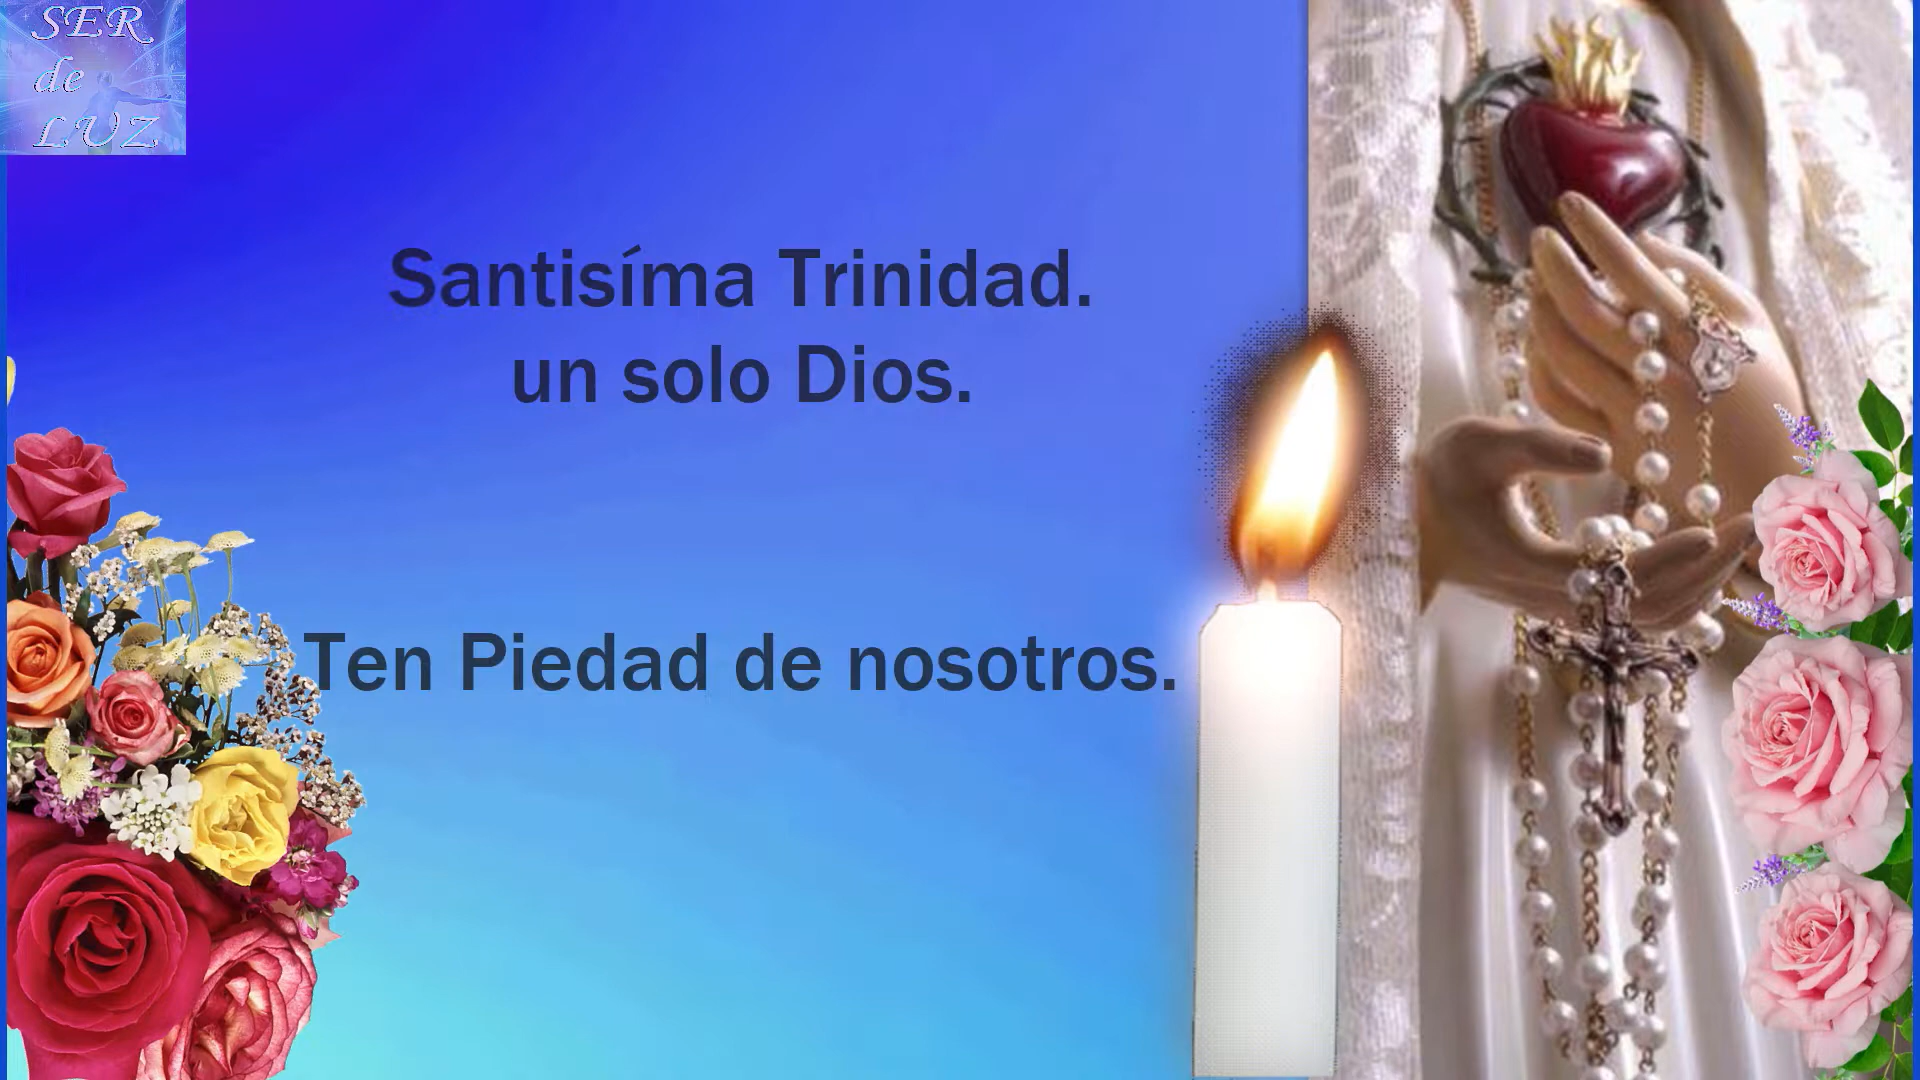 SER
de
LUZ
Santisíma Trinidad.
un solo Dios.
Ten Piedad de nosotros.